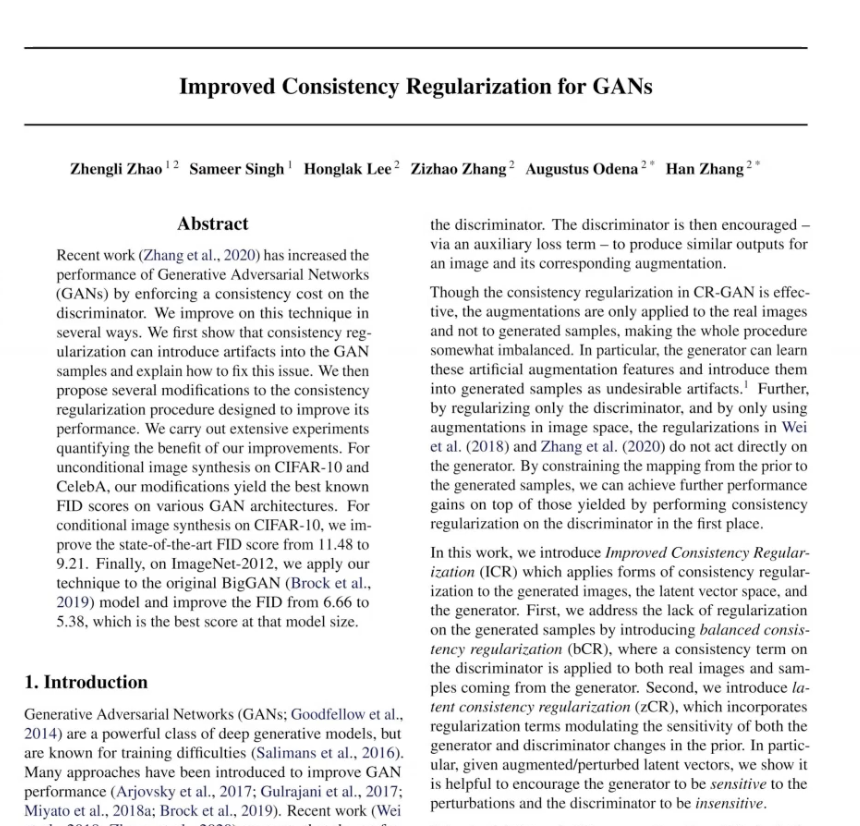 Improved Consistency Regularization for GANs
Zhengli Zhao 1 2 Sameer Singh 1 Honglak Lee 2 Zizhao Zhang 2 Augustus Odena 2 * Han Zhang 2 *
Abstract
Recent work (Zhang et al., 2020) has increased the
performance of Generative Adversarial Networks
(GANs) by enforcing a consistency cost on the
discriminator. We improve on this technique in
several ways. We first show that consistency reg-
ularization can introduce artifacts into the GAN
samples and explain how to fix this issue. We then
propose several modifications to the consistency
regularization procedure designed to improve its
performance. We carry out extensive experiments
quantifying the benefit of our improvements. For
unconditional image synthesis on CIFAR-10 and
CelebA, our modifications yield the best known
FID scores on various GAN architectures. For
conditional image synthesis on CIFAR-10, we im-
prove the state-of-the-art FID score from 11.48 to
9.21. Finally, on ImageNet-2012, we apply our
technique to the original BigGAN (Brock et al.,
2019) model and improve the FID from 6.66 to
5.38, which is the best score at that model size.
1. Introduction
Generative Adversarial Networks (GANs; Goodfellow et al.,
2014) are a powerful class of deep generative models, but
are known for training difficulties (Salimans et al., 2016).
Many approaches have been introduced to improve GAN
performance (Arjovsky et al., 2017; Gulrajani et al., 2017;
Miyato et al., 2018a; Brock et al., 2019). Recent work (Wei
the discriminator. The discriminator is then encouraged –
via an auxiliary loss term – to produce similar outputs for
an image and its corresponding augmentation.
Though the consistency regularization in CR-GAN is effec-
tive, the augmentations are only applied to the real images
and not to generated samples, making the whole procedure
somewhat imbalanced. In particular, the generator can learn
these artificial augmentation features and introduce them
into generated samples as undesirable artifacts.1 Further,
by regularizing only the discriminator, and by only using
augmentations in image space, the regularizations in Wei
et al. (2018) and Zhang et al. (2020) do not act directly on
the generator. By constraining the mapping from the prior to
the generated samples, we can achieve further performance
gains on top of those yielded by performing consistency
regularization on the discriminator in the first place.
In this work, we introduce Improved Consistency Regular-
ization (ICR) which applies forms of consistency regular-
ization to the generated images, the latent vector space, and
the generator. First, we address the lack of regularization
on the generated samples by introducing balanced consis-
tency regularization (bCR), where a consistency term on
the discriminator is applied to both real images and sam-
ples coming from the generator. Second, we introduce la-
tent consistency regularization (zCR), which incorporates
regularization terms modulating the sensitivity of both the
generator and discriminator changes in the prior. In partic-
ular, given augmented/perturbed latent vectors, we show it
is helpful to encourage the generator to be sensitive to the
perturbations and the discriminator to be insensitive.